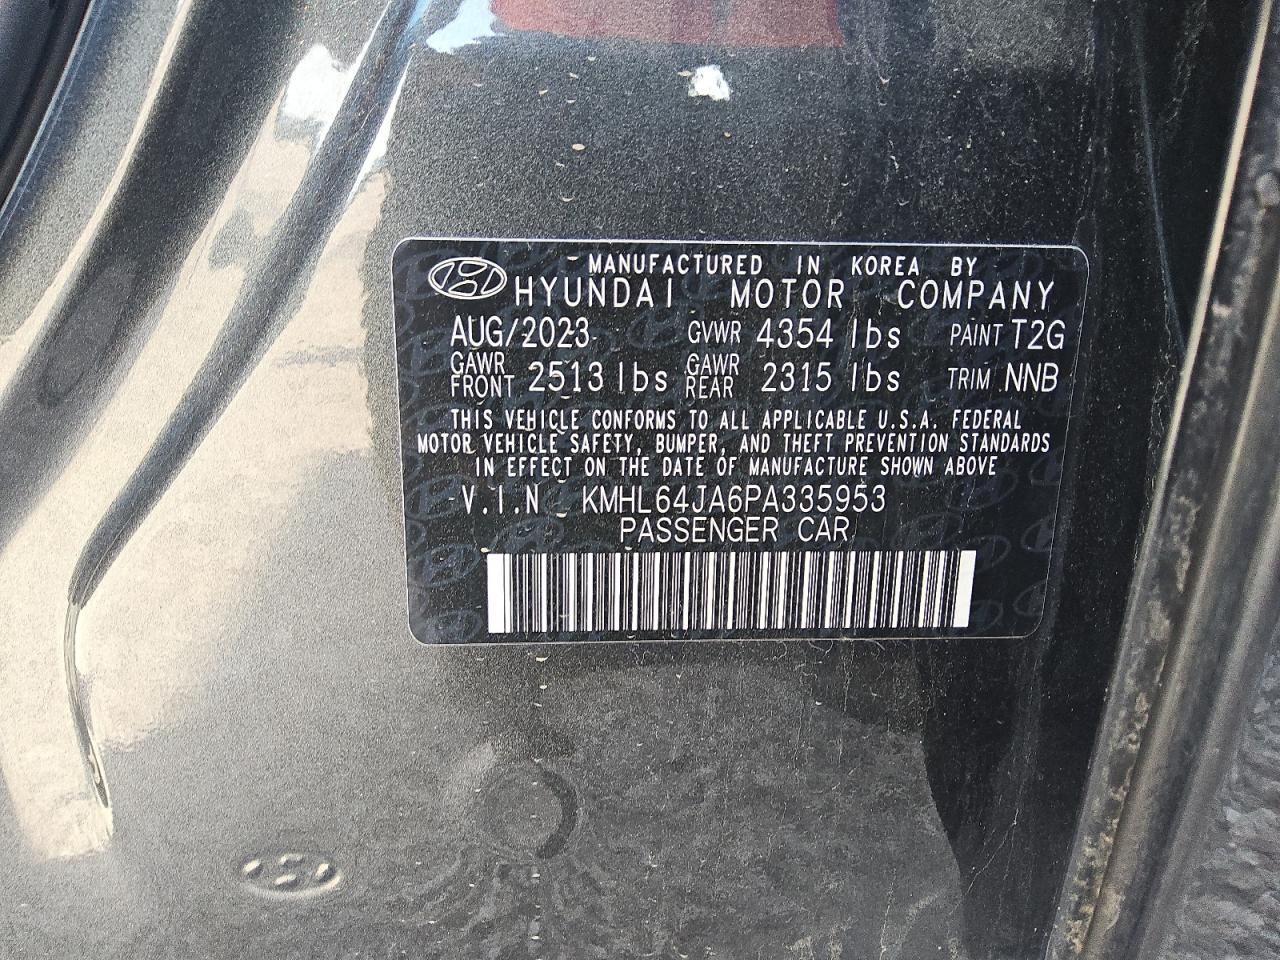 MANUFACTURED IN KOREA BY
HYUNDAI MOTOR COMPANY
AUG/2023 GVWR 4354 lbs PAINT T2G
GAWR FRONT 2513 lbs GAWR REAR 2315 lbs TRIM NNB
THIS VEHICLE CONFORMS TO ALL APPLICABLE U.S.A. FEDERAL
MOTOR VEHICLE SAFETY, BUMPER, AND THEFT PREVENTION STANDARDS
IN EFFECT ON THE DATE OF MANUFACTURE SHOWN ABOVE
V.I.N KMHL64JA6PA335953
PASSENGER CAR